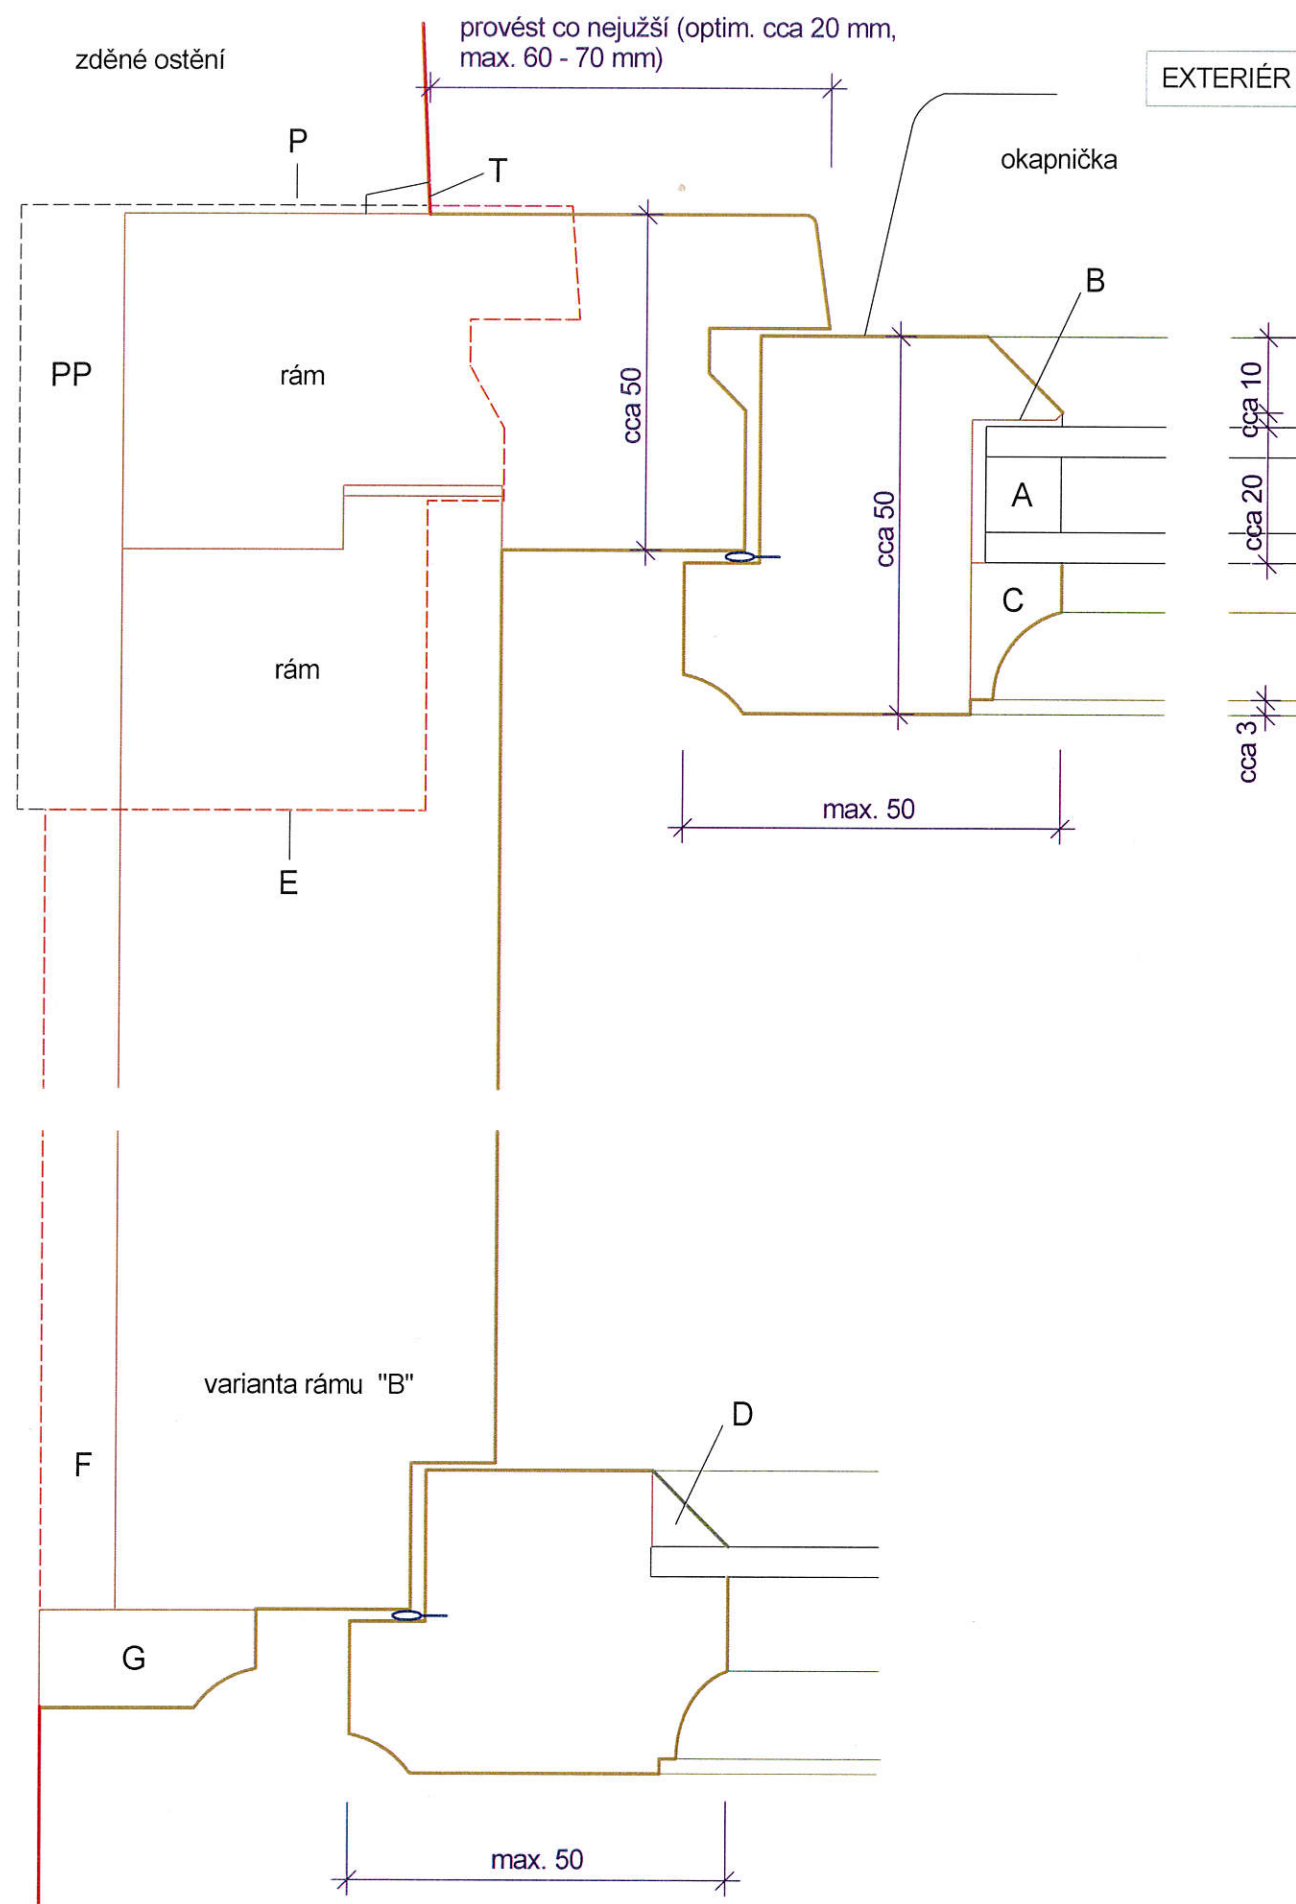 provést co nejužší (optim. cca 20 mm,
max. 60 - 70 mm)
zděné ostění
EXTERIÉR
P
T
okapnička
B
PP
rám
cca 50
cca 10
A
cca 20
cca 50
C
rám
cca 3
max. 50
E
varianta rámu "B"
D
F
G
max. 50